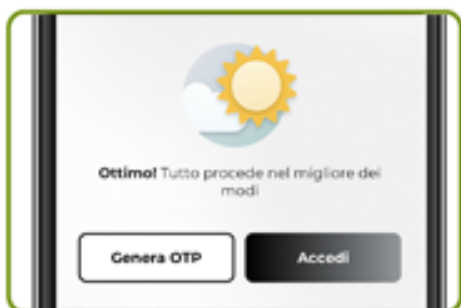 Ottimo! Tutto procede nel migliore dei
modi
Genera OTP
Accedi